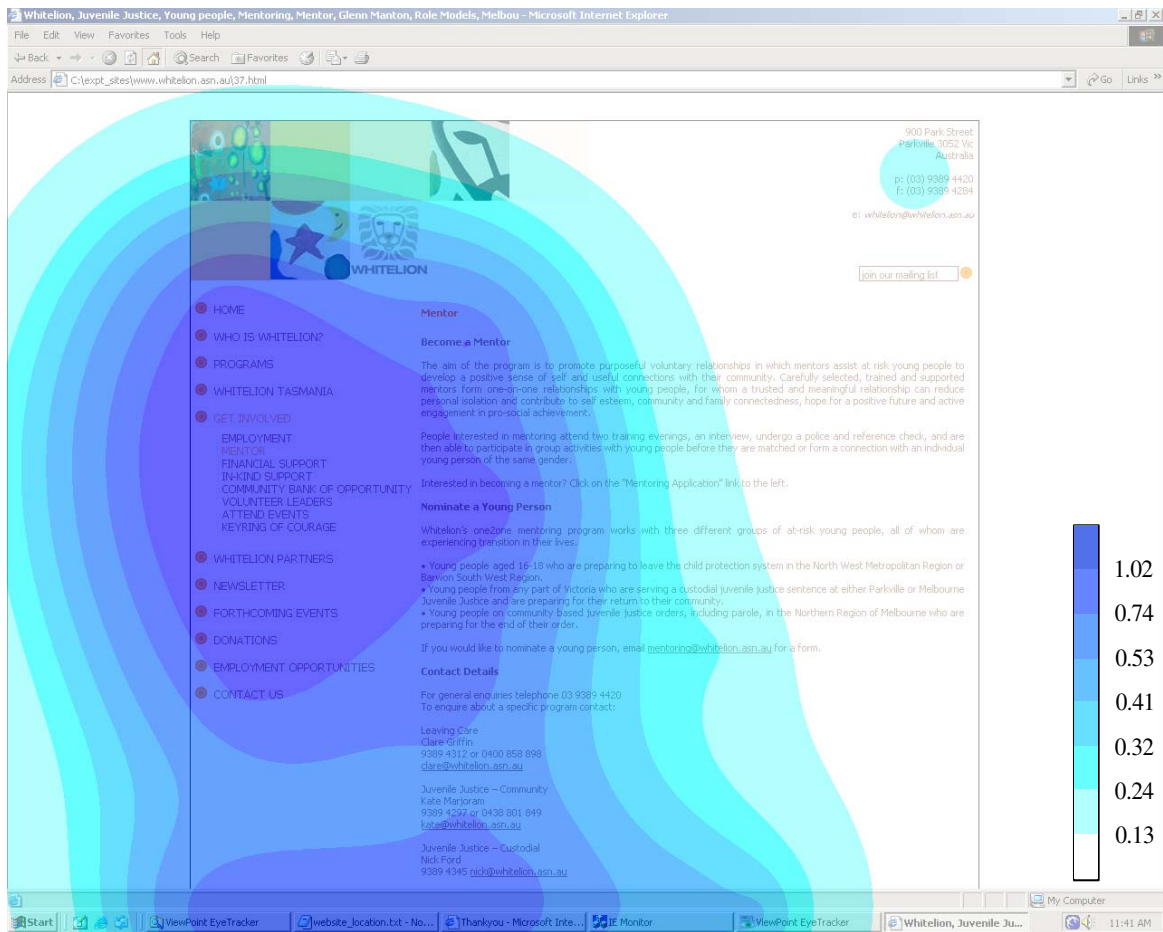 Whitelion, Juvenile Justice, Young people, Mentoring, Mentor, Glenn Manton, Role Models, Melbou - Microsoft Internet Explorer
File Edit View Favorites Tools Help
Back Search Favorites
Address C:\expt_sites\www.whitelion.asn.au\37.html Go Links »
900 Park Street
Parkville 3052 Vic
Australia
p: (03) 9389 4420
f: (03) 9389 4284
e: whitelion@whitelion.asn.au
WHITELION
join our mailing list
HOME
WHO IS WHITELION?
PROGRAMS
WHITELION TASMANIA
GET INVOLVED
EMPLOYMENT
MENTOR
FINANCIAL SUPPORT
IN-KIND SUPPORT
COMMUNITY BANK OF OPPORTUNITY
VOLUNTEER LEADERS
ATTEND EVENTS
KEYRING OF COURAGE
WHITELION PARTNERS
NEWSLETTER
FORTHCOMING EVENTS
DONATIONS
EMPLOYMENT OPPORTUNITIES
CONTACT US
Mentor
Become a Mentor
The aim of the program is to promote purposeful voluntary relationships in which mentors assist at risk young people to
develop a positive sense of self and useful connections with their community. Carefully selected, trained and supported
mentors form one-on-one relationships with young people, for whom a trusted and meaningful relationship can reduce
personal isolation and contribute to self esteem, community and family connectedness, hope for a positive future and active
engagement in pro-social achievement.
People interested in mentoring attend two training evenings, an interview, undergo a police and reference check, and are
then able to participate in group activities with young people before they are matched or form a connection with an individual
young person of the same gender.
Interested in becoming a mentor? Click on the "Mentoring Application" link to the left.
Nominate a Young Person
Whitelion's one2one mentoring program works with three different groups of at-risk young people, all of whom are
experiencing transition in their lives.
• Young people aged 16-18 who are preparing to leave the child protection system in the North West Metropolitan Region or
Barwon South West Region.
• Young people from any part of Victoria who are serving a custodial juvenile justice sentence at either Parkville or Melbourne
Juvenile Justice and are preparing for their return to their community.
• Young people on community based juvenile justice orders, including parole, in the Northern Region of Melbourne who are
preparing for the end of their order.
If you would like to nominate a young person, email mentoring@whitelion.asn.au for a form.
Contact Details
For general enquiries telephone 03 9389 4420
To enquire about a specific program contact:
Leaving Care
Clare Griffin
9389 4312 or 0400 858 898
clare@whitelion.asn.au
Juvenile Justice – Community
Kate Marjoram
9389 4297 or 0438 801 849
kate@whitelion.asn.au
Juvenile Justice – Custodial
Nick Ford
9389 4345 nick@whitelion.asn.au
1.02
0.74
0.53
0.41
0.32
0.24
0.13
My Computer
Start ViewPoint EyeTracker website_location.txt - No... Thankyou - Microsoft Inte... IE Monitor ViewPoint EyeTracker Whitelion, Juvenile Ju... 11:41 AM